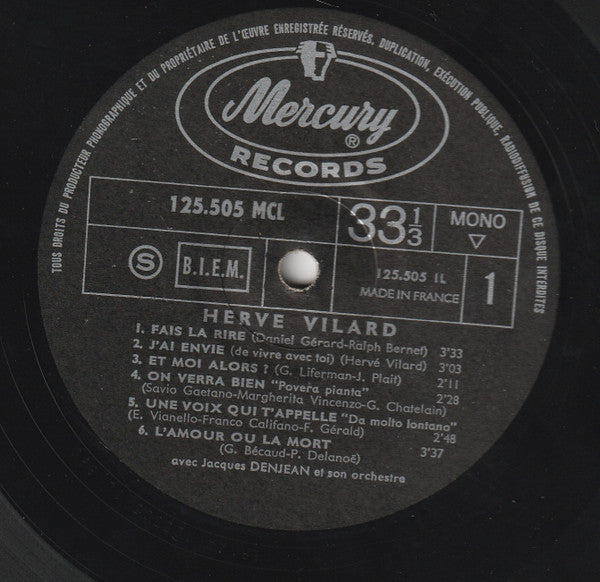 TOUS DROITS DU PRODUCTEUR PHONOGRAPHIQUE ET DU PROPRIÉTAIRE DE L'ŒUVRE ENREGISTRÉE RÉSERVÉS, DUPLICATION, EXÉCUTION PUBLIQUE, RADIODIFFUSION DE CE DISQUE INTERDITES
Mercury ®
RECORDS
125.505 MCL
33 1/3
MONO
S
B.I.E.M.
125.505 1L
MADE IN FRANCE
1
HERVE VILARD
1. FAIS LA RIRE (Daniel Gérard-Ralph Bernet) 3'33
2. J'AI ENVIE (de vivre avec toi) (Hervé Vilard) 3'03
3. ET MOI ALORS ? (G. Liferman-J. Plait) 2'11
4. ON VERRA BIEN "Povera pianta" 2'28
(Savio Gaetano-Margherita Vincenzo-G. Chatelain)
5. UNE VOIX QUI T'APPELLE "Da molto lontano"
(E. Vianello-Franco Califano-F. Gérald) 2'48
6. L'AMOUR OU LA MORT 3'37
(G. Bécaud-P. Delanoë)
avec Jacques DENJEAN et son orchestre